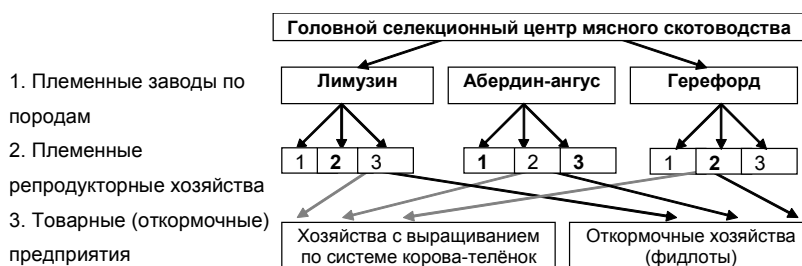 Головной селекционный центр мясного скотоводства
1. Племенные заводы по
породам
2. Племенные
репродукторные хозяйства
3. Товарные (откормочные)
предприятия
Лимузин
Абердин-ангус
Герефорд
1 2 3
1 2 3
1 2 3
Хозяйства с выращиванием
по системе корова-телёнок
Откормочные хозяйства
(фидлоты)